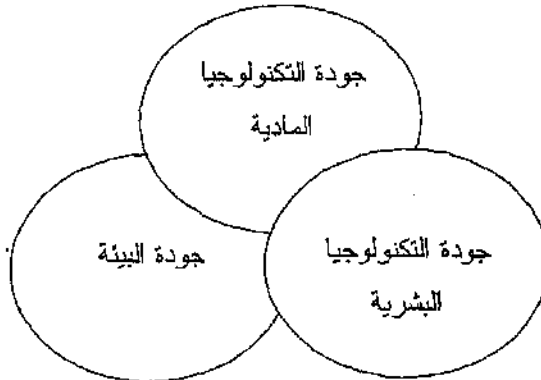 جودة التكنولوجيا
المادية
جودة البيئة
جودة التكنولوجيا
البشرية